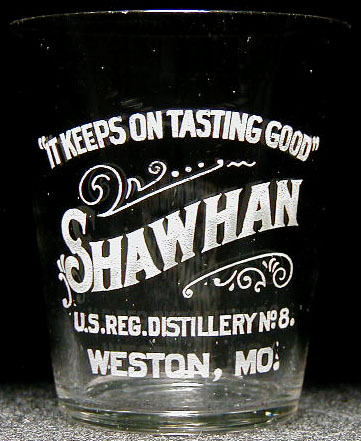 "IT KEEPS ON TASTING GOOD"
SHAWHAN
U.S. REG. DISTILLERY Nº 8.
WESTON, MO.